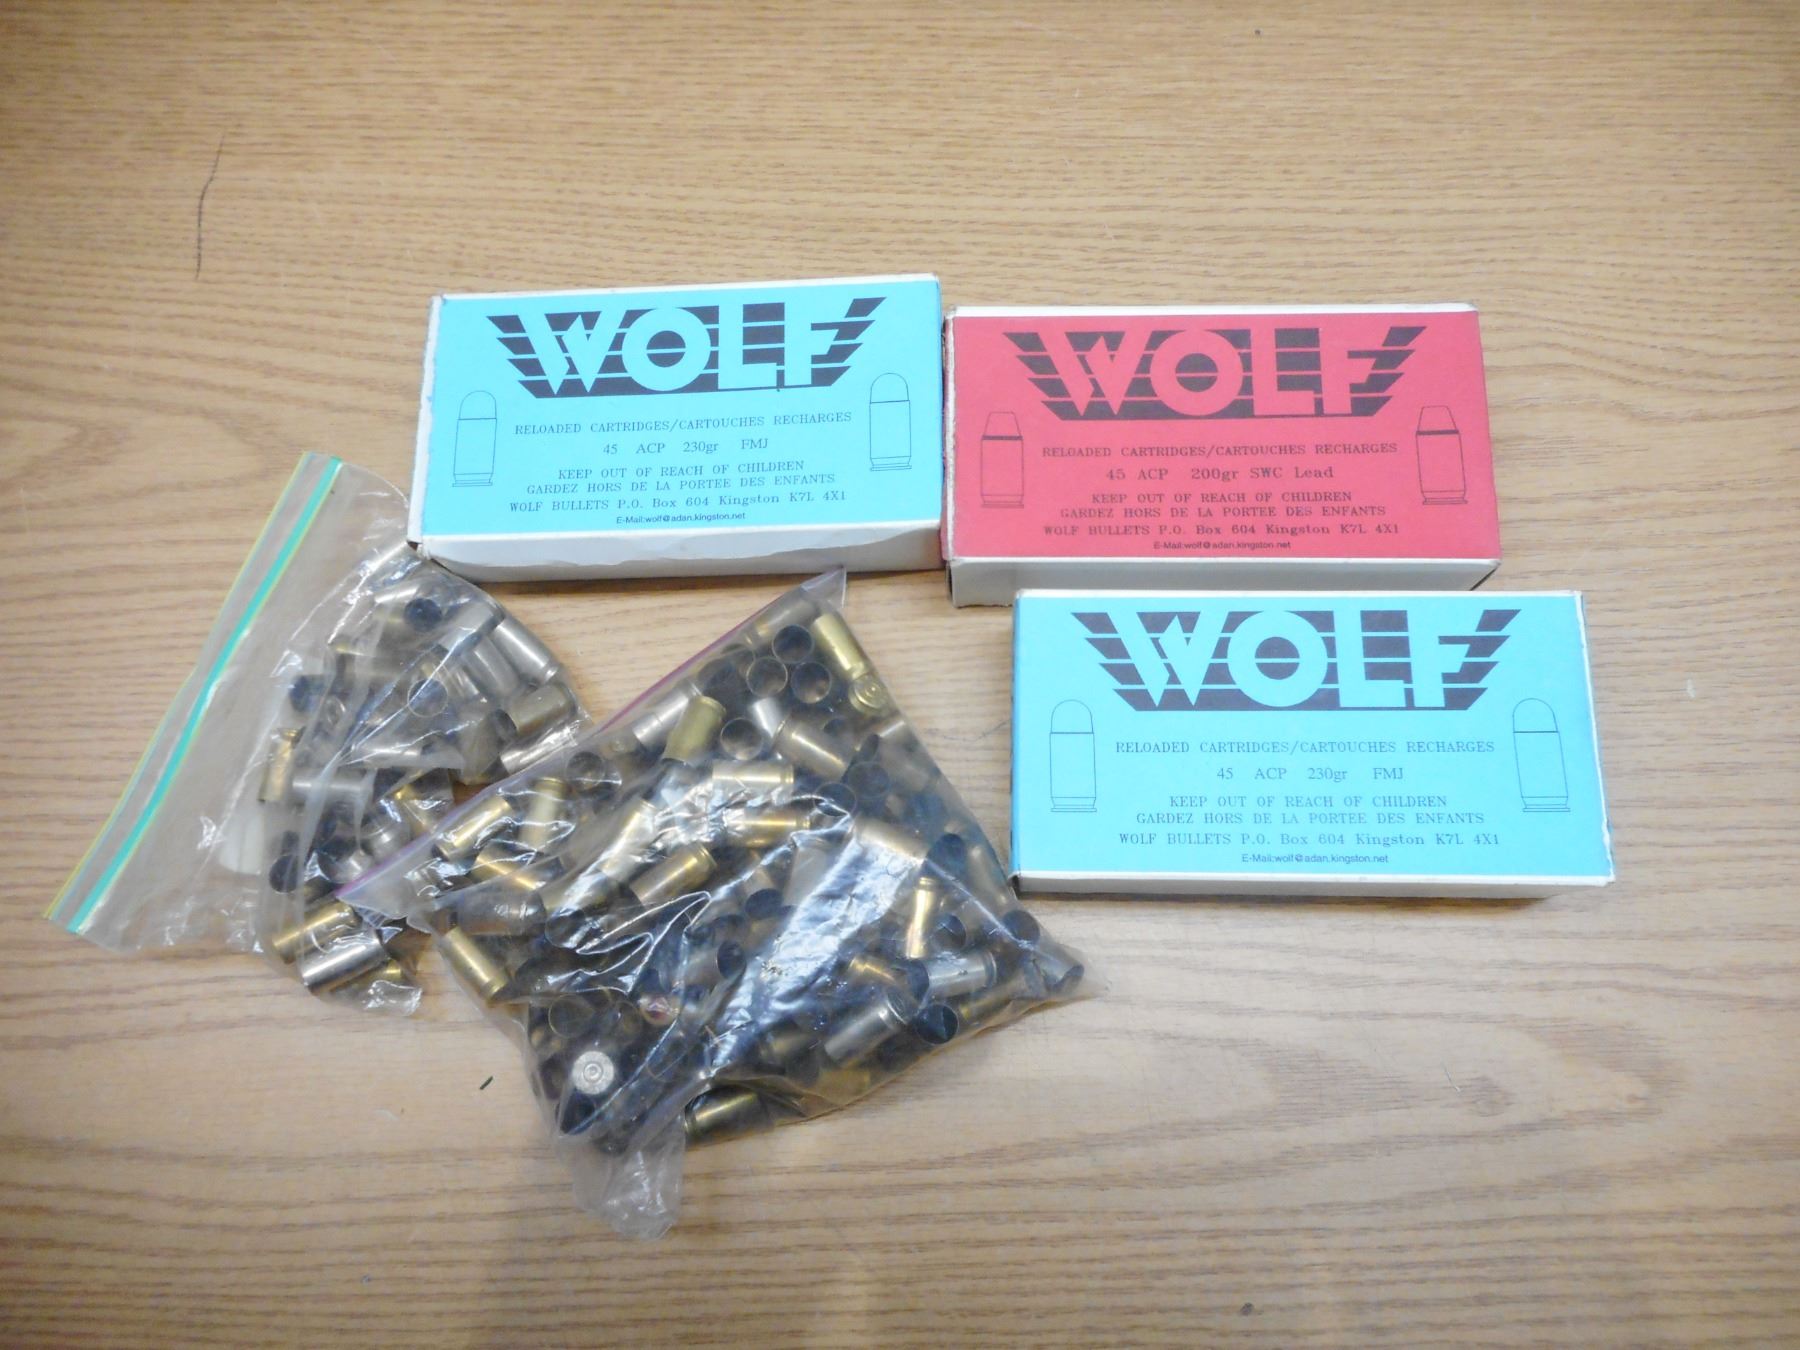 WOLF
RELOADED CARTRIDGES/CARTOUCHES RECHARGES
45 ACP 230gr FMJ
KEEP OUT OF REACH OF CHILDREN
GARDEZ HORS DE LA PORTEE DES ENFANTS
WOLF BULLETS P.O. Box 604 Kingston K7L 4X1
E-Mail:wolf@adan.kingston.net
WOLF
RELOADED CARTRIDGES/CARTOUCHES RECHARGES
45 ACP 200gr SWC Lead
KEEP OUT OF REACH OF CHILDREN
GARDEZ HORS DE LA PORTEE DES ENFANTS
WOLF BULLETS P.O. Box 604 Kingston K7L 4X1
E-Mail:wolf@adan.kingston.net
WOLF
RELOADED CARTRIDGES/CARTOUCHES RECHARGES
45 ACP 230gr FMJ
KEEP OUT OF REACH OF CHILDREN
GARDEZ HORS DE LA PORTEE DES ENFANTS
WOLF BULLETS P.O. Box 604 Kingston K7L 4X1
E-Mail:wolf@adan.kingston.net